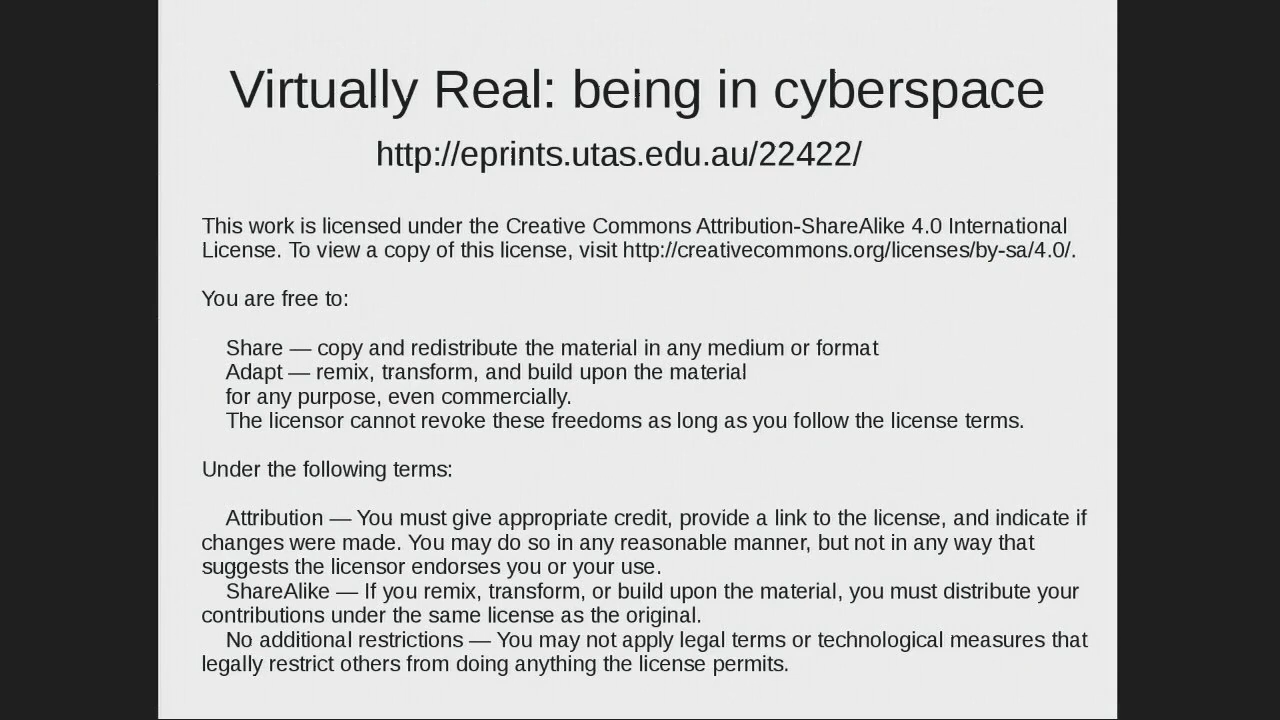 Virtually Real: being in cyberspace
http://eprints.utas.edu.au/22422/
This work is licensed under the Creative Commons Attribution-ShareAlike 4.0 International
License. To view a copy of this license, visit http://creativecommons.org/licenses/by-sa/4.0/.
You are free to:
Share — copy and redistribute the material in any medium or format
Adapt — remix, transform, and build upon the material
for any purpose, even commercially.
The licensor cannot revoke these freedoms as long as you follow the license terms.
Under the following terms:
Attribution — You must give appropriate credit, provide a link to the license, and indicate if
changes were made. You may do so in any reasonable manner, but not in any way that
suggests the licensor endorses you or your use.
ShareAlike — If you remix, transform, or build upon the material, you must distribute your
contributions under the same license as the original.
No additional restrictions — You may not apply legal terms or technological measures that
legally restrict others from doing anything the license permits.